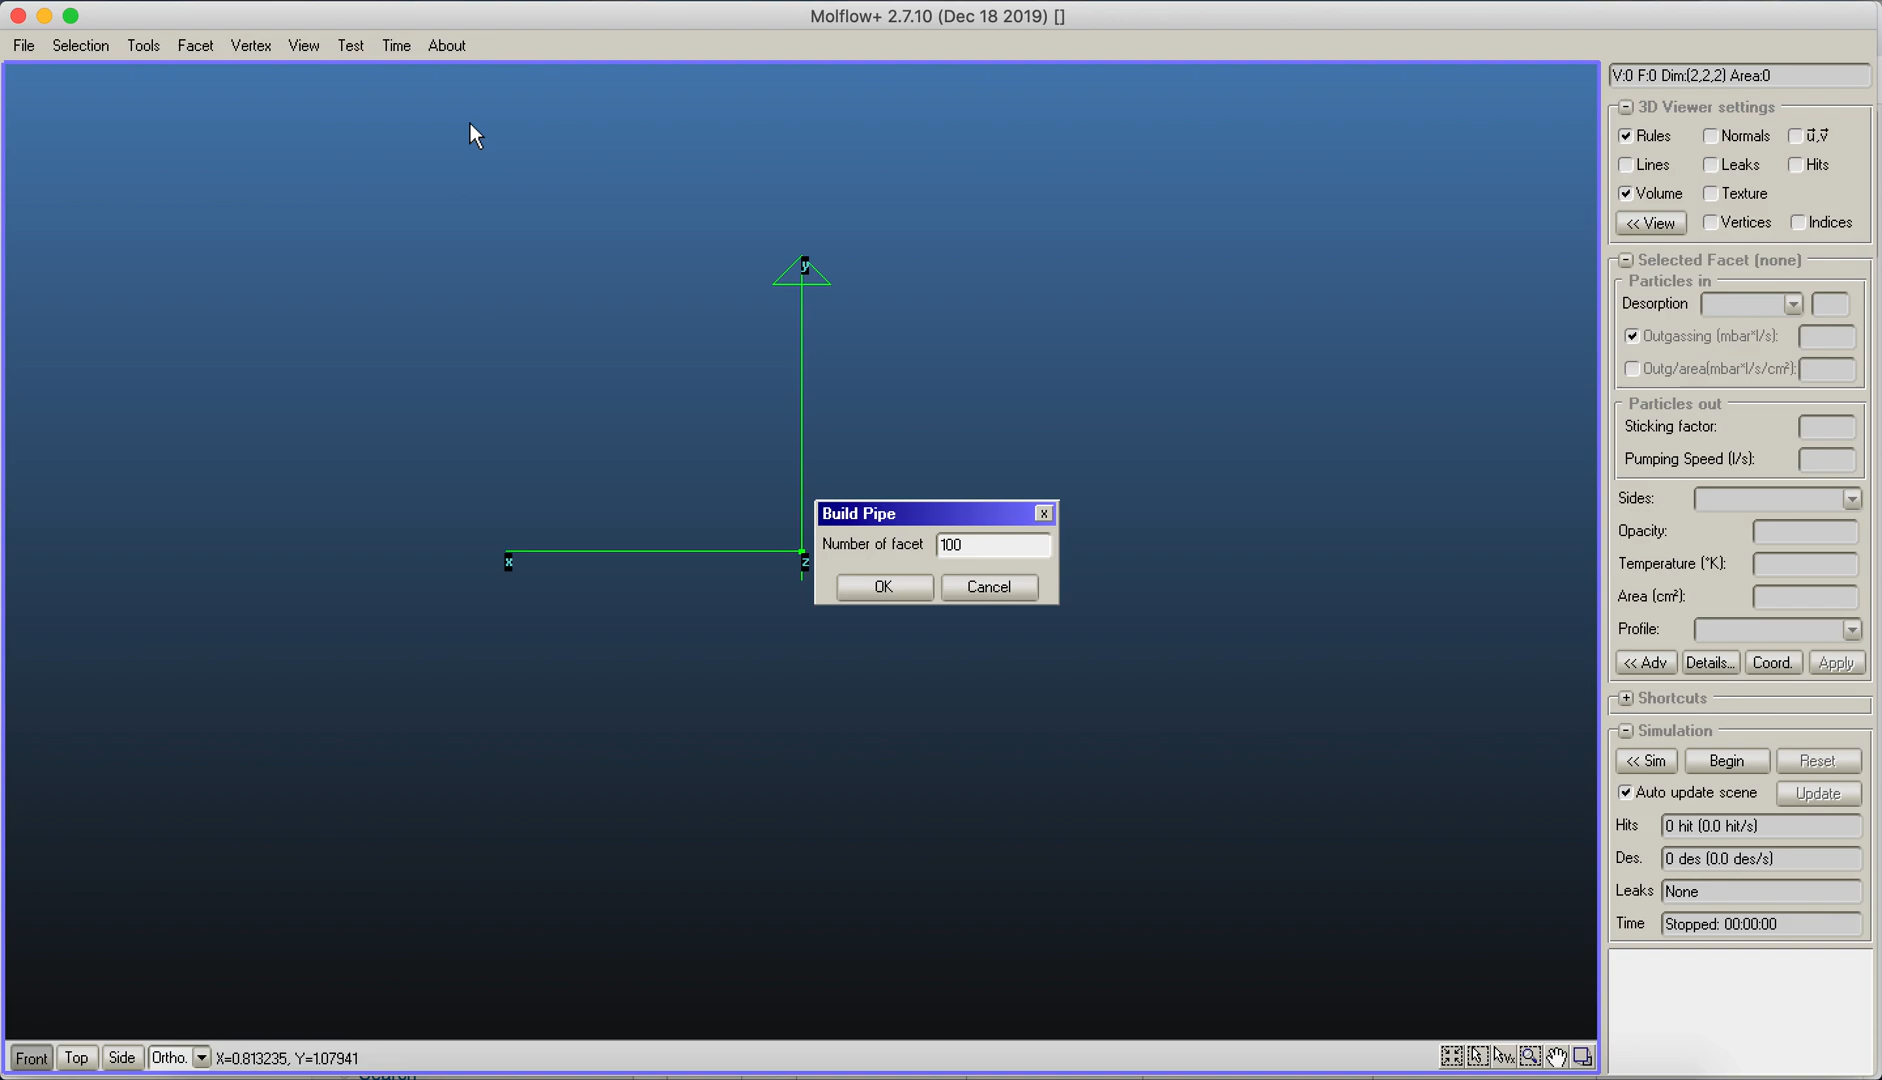 Molflow+ 2.7.10 (Dec 18 2019) []
File Selection Tools Facet Vertex View Test Time About
V:0 F:0 Dim:(2,2,2) Area:0
3D Viewer settings
Rules Normals u,v
Lines Leaks Hits
Volume Texture
<< View Vertices Indices
Selected Facet (none)
Particles in
Desorption
Outgassing (mbar*l/s):
Outg/area(mbar*l/s/cm²):
Particles out
Sticking factor:
Pumping Speed (l/s):
Sides:
Opacity:
Temperature (°K):
Area (cm²):
Profile:
<< Adv Details... Coord. Apply
Shortcuts
Simulation
<< Sim Begin Reset
Auto update scene Update
Hits 0 hit (0.0 hit/s)
Des. 0 des (0.0 des/s)
Leaks None
Time Stopped: 00:00:00
y
x
z
Build Pipe
x
Number of facet 100
OK Cancel
Front Top Side Ortho. X=0.813235, Y=1.07941
Vx